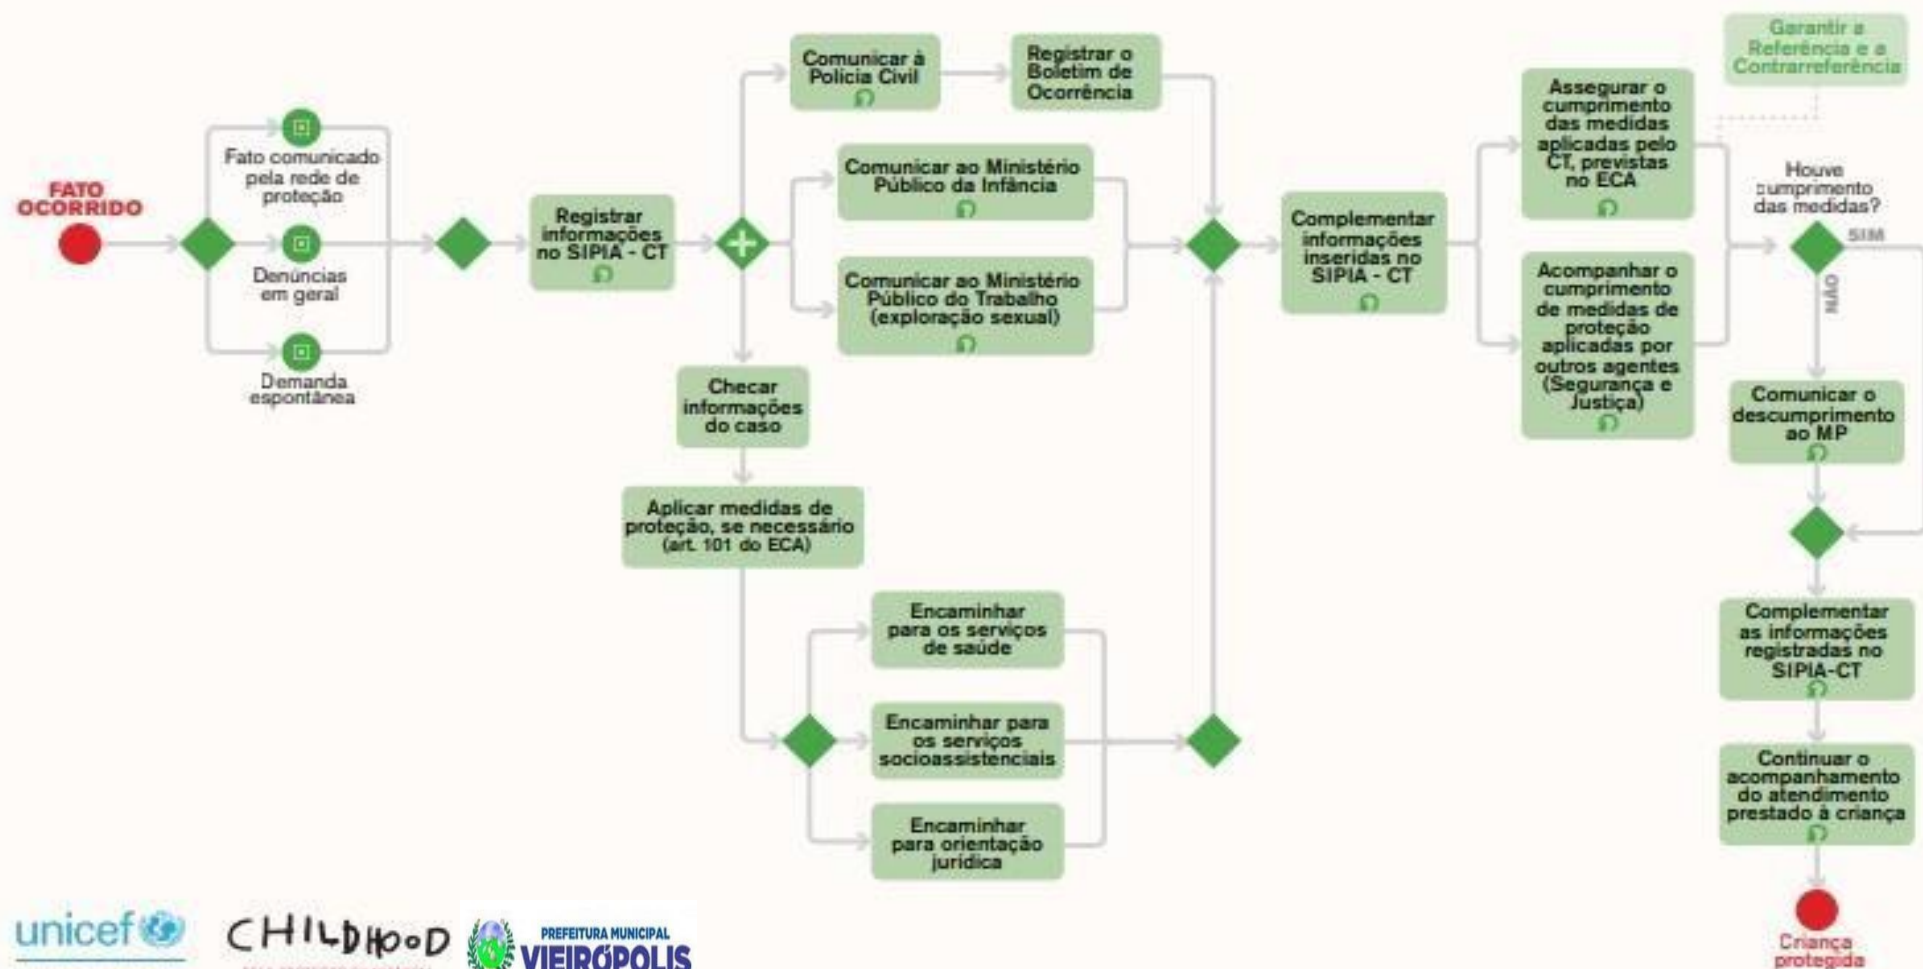 FATO
OCORRIDO
Fato comunicado
pela rede de
proteção
Denúncias
em geral
Demanda
espontânea
Registrar
informações
no SIPIA - CT
Comunicar à
Polícia Civil
Registrar o
Boletim de
Ocorrência
Comunicar ao Ministério
Público da Infância
Comunicar ao Ministério
Público do Trabalho
(exploração sexual)
Checar
informações
do caso
Aplicar medidas de
proteção, se necessário
(art. 101 do ECA)
Encaminhar
para os serviços
de saúde
Encaminhar para
os serviços
socioassistenciais
Encaminhar
para orientação
jurídica
Complementar
informações
inseridas no
SIPIA - CT
Assegurar o
cumprimento
das medidas
aplicadas pelo
CT, previstas
no ECA
Acompanhar o
cumprimento
de medidas de
proteção
aplicadas por
outros agentes
(Segurança e
Justiça)
Garantir a
Referência e a
Contrarreferência
Houve
cumprimento
das medidas?
SIM
NÃO
Comunicar o
descumprimento
ao MP
Complementar
as informações
registradas no
SIPIA-CT
Continuar o
acompanhamento
do atendimento
prestado à criança
Criança
protegida
unicef
CHILDHOOD
PREFEITURA MUNICIPAL
VIEIRÓPOLIS